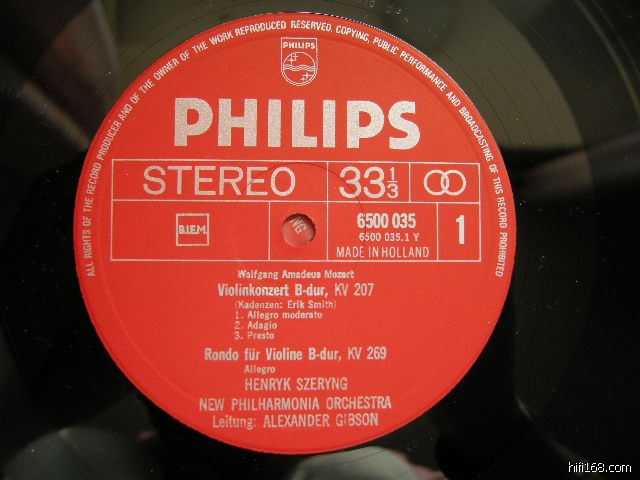 ALL RIGHTS OF THE RECORD PRODUCER AND OF THE OWNER OF THE WORK REPRODUCED RESERVED. COPYING, PUBLIC PERFORMANCE AND BROADCASTING OF THIS RECORD PROHIBITED
PHILIPS
PHILIPS
STEREO 33 1/3
B.I.E.M. 6500 035 1
6500 035.1 Y
MADE IN HOLLAND
Wolfgang Amadeus Mozart
Violinkonzert B-dur, KV 207
(Kadenzen: Erik Smith)
1. Allegro moderato
2. Adagio
3. Presto
Rondo für Violine B-dur, KV 269
Allegro
HENRYK SZERYNG
NEW PHILHARMONIA ORCHESTRA
Leitung: ALEXANDER GIBSON
hifi168.com